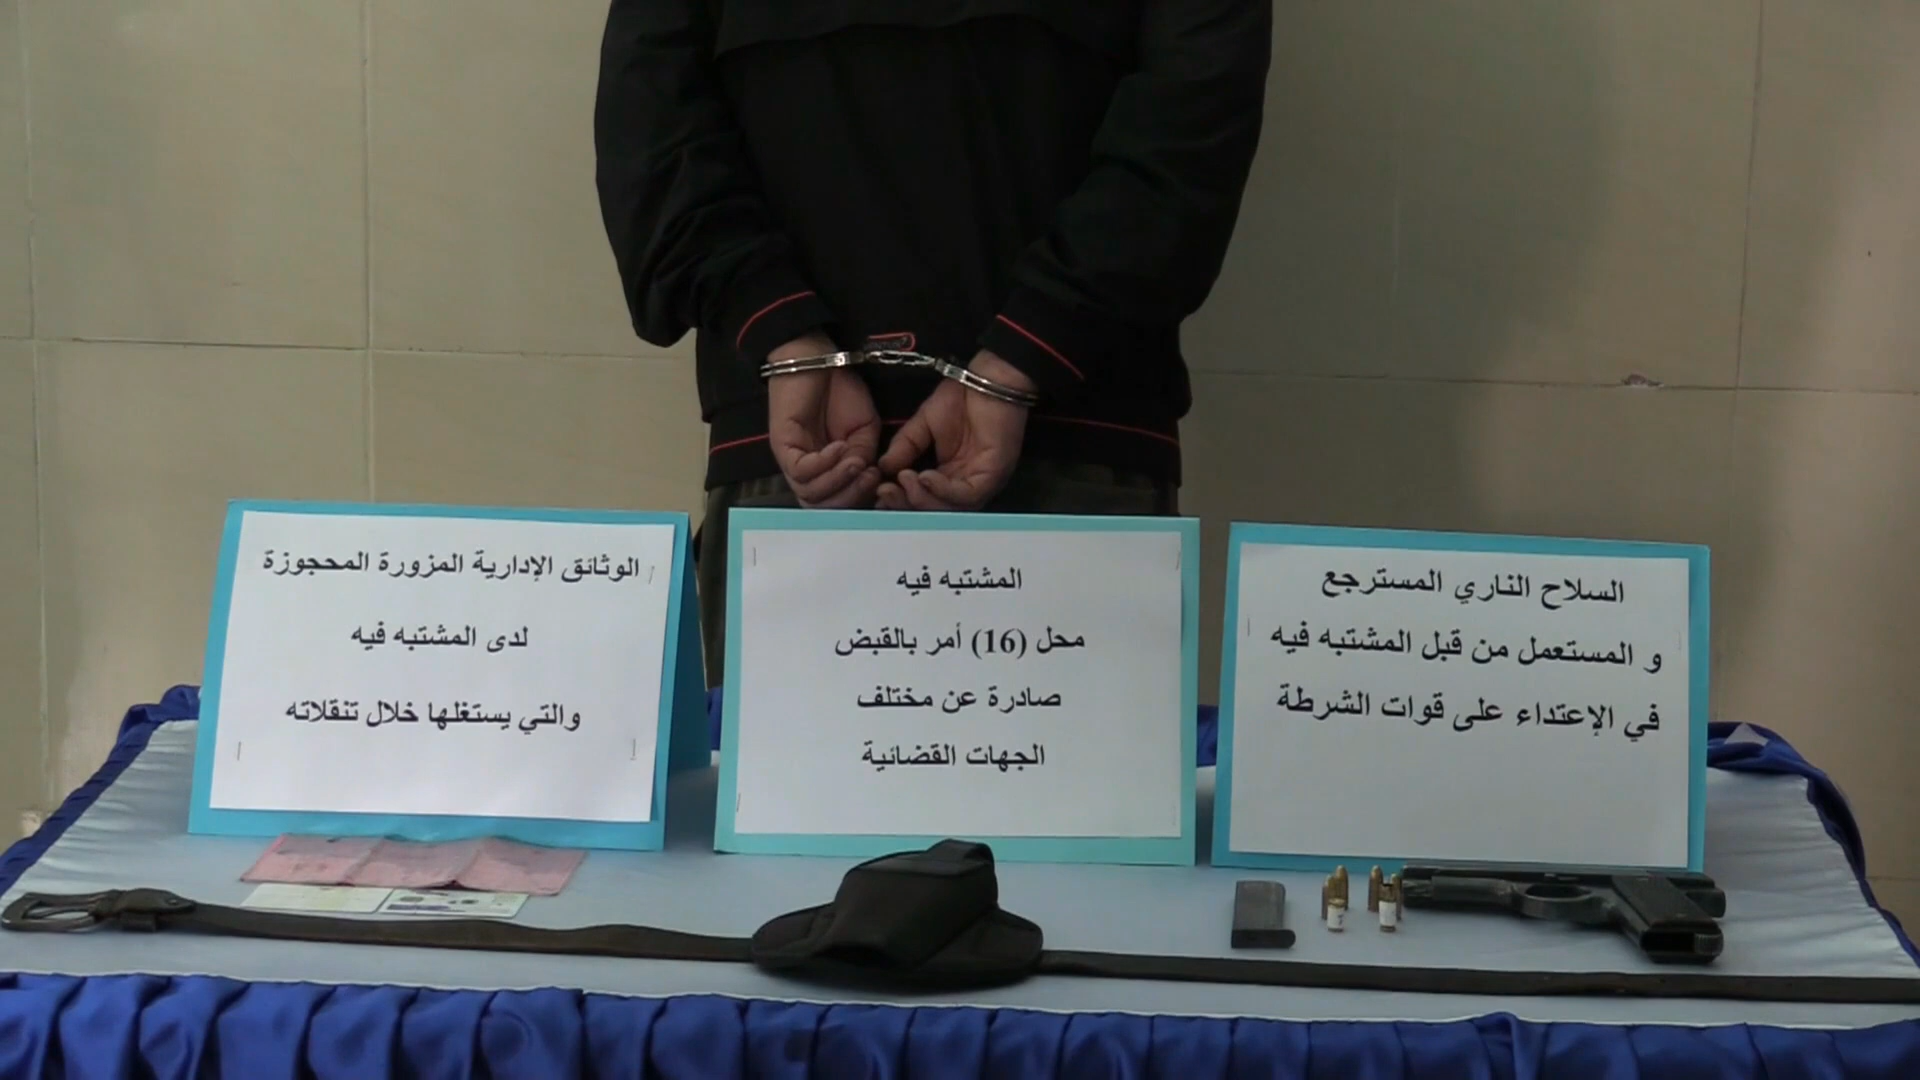 السلاح الناري المسترجع
و المستعمل من قبل المشتبه فيه
في الإعتداء على قوات الشرطة
المشتبه فيه
محل (16) أمر بالقبض
صادرة عن مختلف
الجهات القضائية
الوثائق الإدارية المزورة المحجوزة
لدى المشتبه فيه
والتي يستغلها خلال تنقلاته